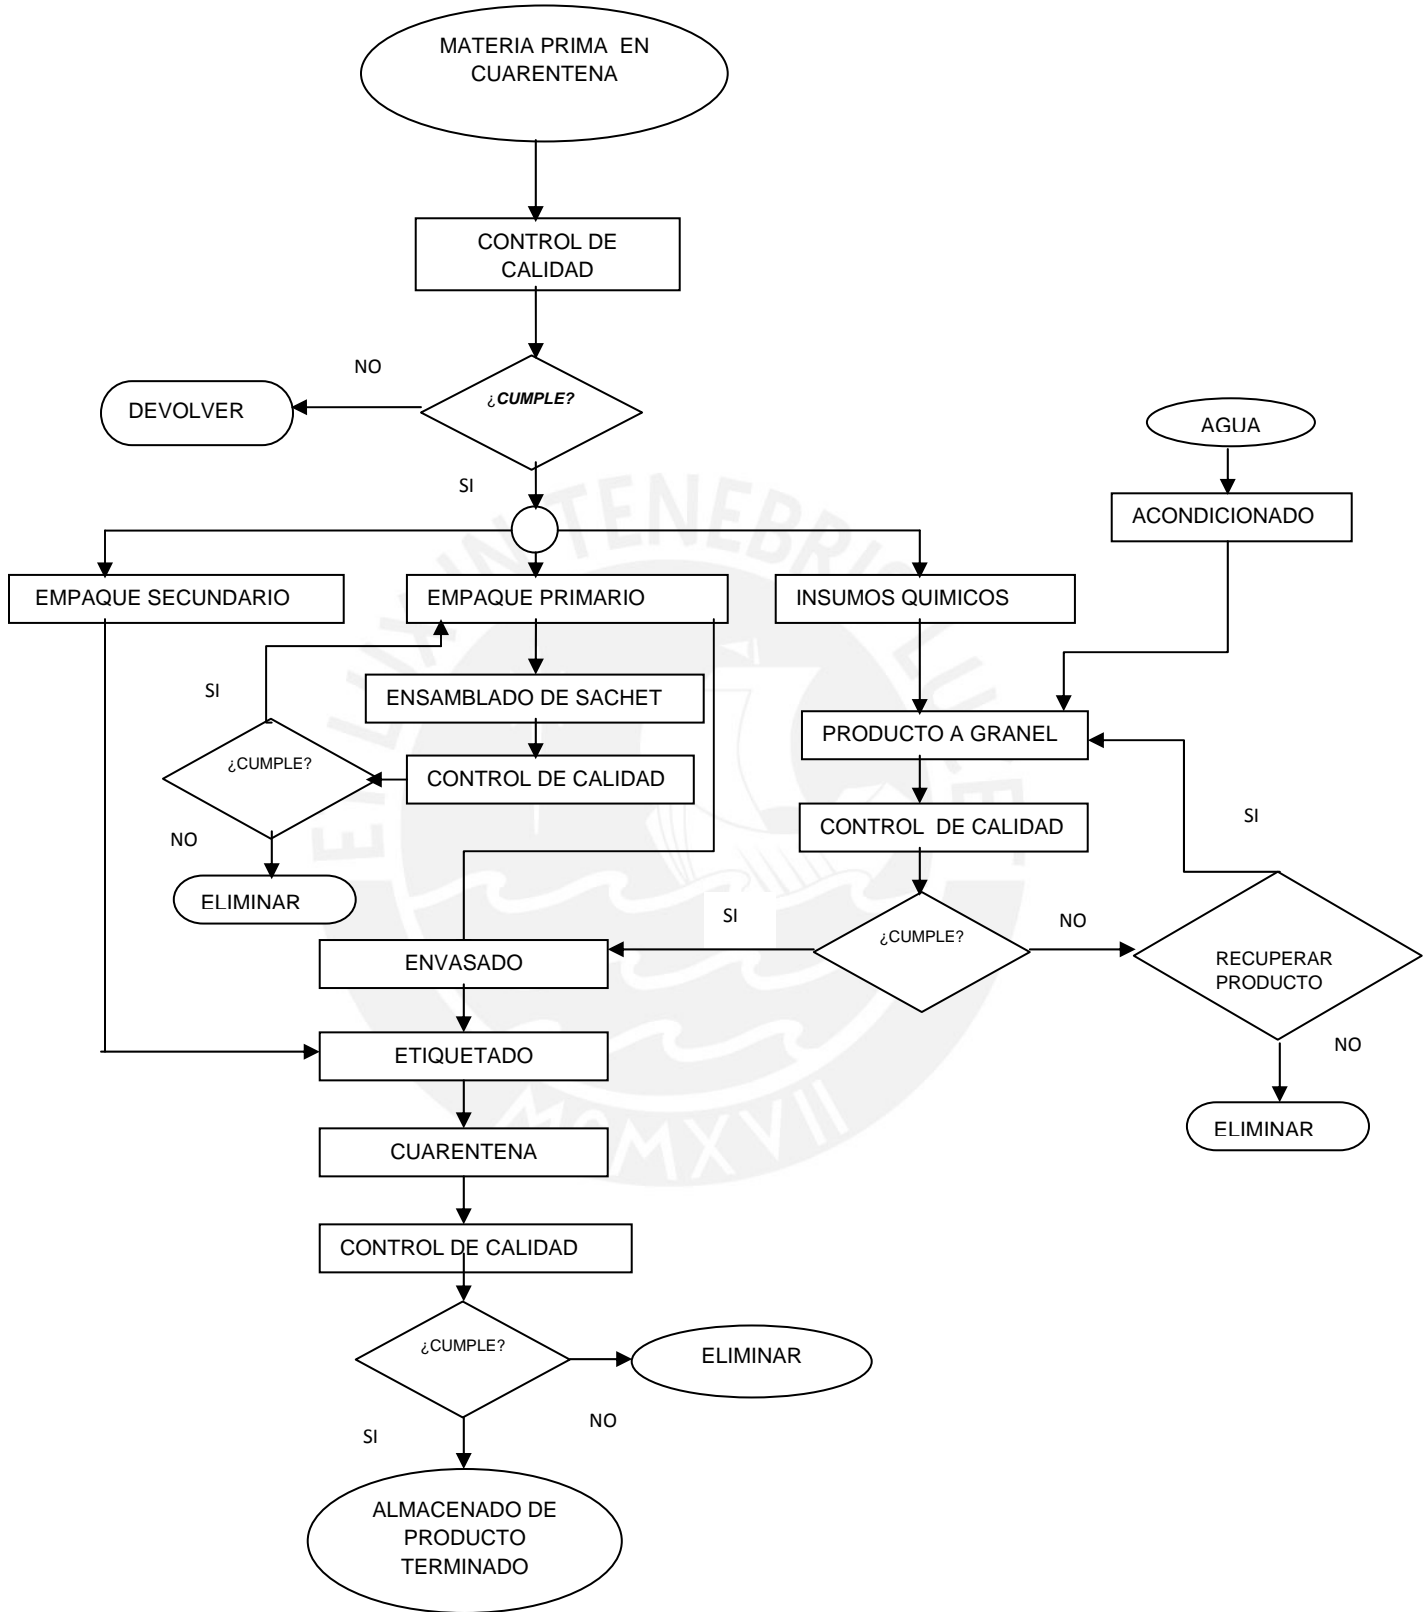 MATERIA PRIMA EN
CUARENTENA
CONTROL DE
CALIDAD
NO
¿CUMPLE?
DEVOLVER
AGUA
SI
ACONDICIONADO
EMPAQUE SECUNDARIO
EMPAQUE PRIMARIO
INSUMOS QUIMICOS
SI
ENSAMBLADO DE SACHET
PRODUCTO A GRANEL
¿CUMPLE?
CONTROL DE CALIDAD
CONTROL DE CALIDAD
SI
NO
ELIMINAR
SI
¿CUMPLE?
NO
RECUPERAR
PRODUCTO
ENVASADO
ETIQUETADO
NO
ELIMINAR
CUARENTENA
CONTROL DE CALIDAD
¿CUMPLE?
ELIMINAR
NO
SI
ALMACENADO DE
PRODUCTO
TERMINADO
MCMXVII